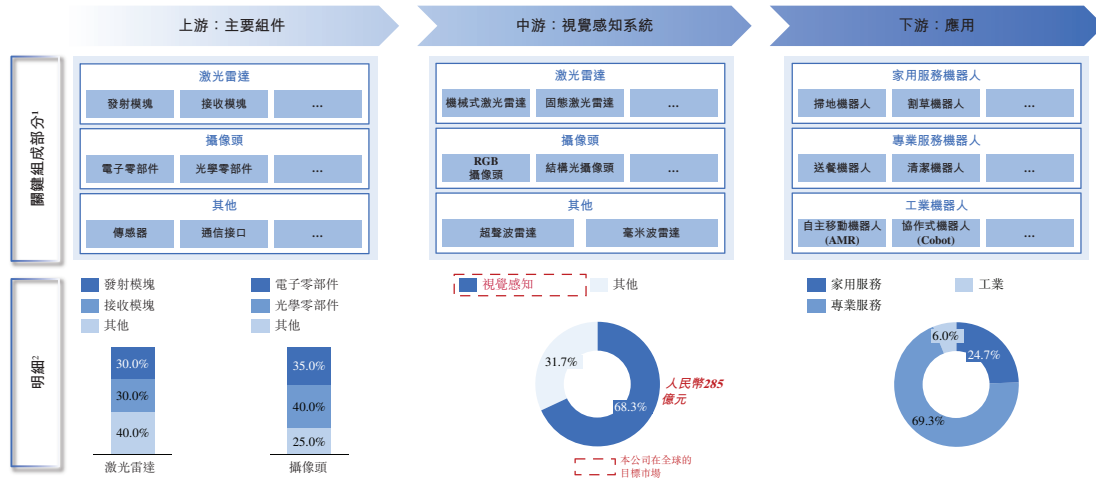 上游：主要組件
中游：視覺感知系統
下游：應用
關鍵組成部分1
激光雷達
發射模塊
接收模塊
…
攝像頭
電子零部件
光學零部件
…
其他
傳感器
通信接口
…
激光雷達
機械式激光雷達
固態激光雷達
…
攝像頭
RGB
攝像頭
結構光攝像頭
…
其他
超聲波雷達
毫米波雷達
家用服務機器人
掃地機器人
割草機器人
…
專業服務機器人
送餐機器人
清潔機器人
…
工業機器人
自主移動機器人
(AMR)
協作式機器人
(Cobot)
…
明細2
發射模塊
接收模塊
其他
30.0%
30.0%
40.0%
激光雷達
電子零部件
光學零部件
其他
35.0%
40.0%
25.0%
攝像頭
視覺感知
其他
31.7%
68.3%
人民幣285
億元
本公司在全球的
目標市場
家用服務
工業
專業服務
6.0%
24.7%
69.3%